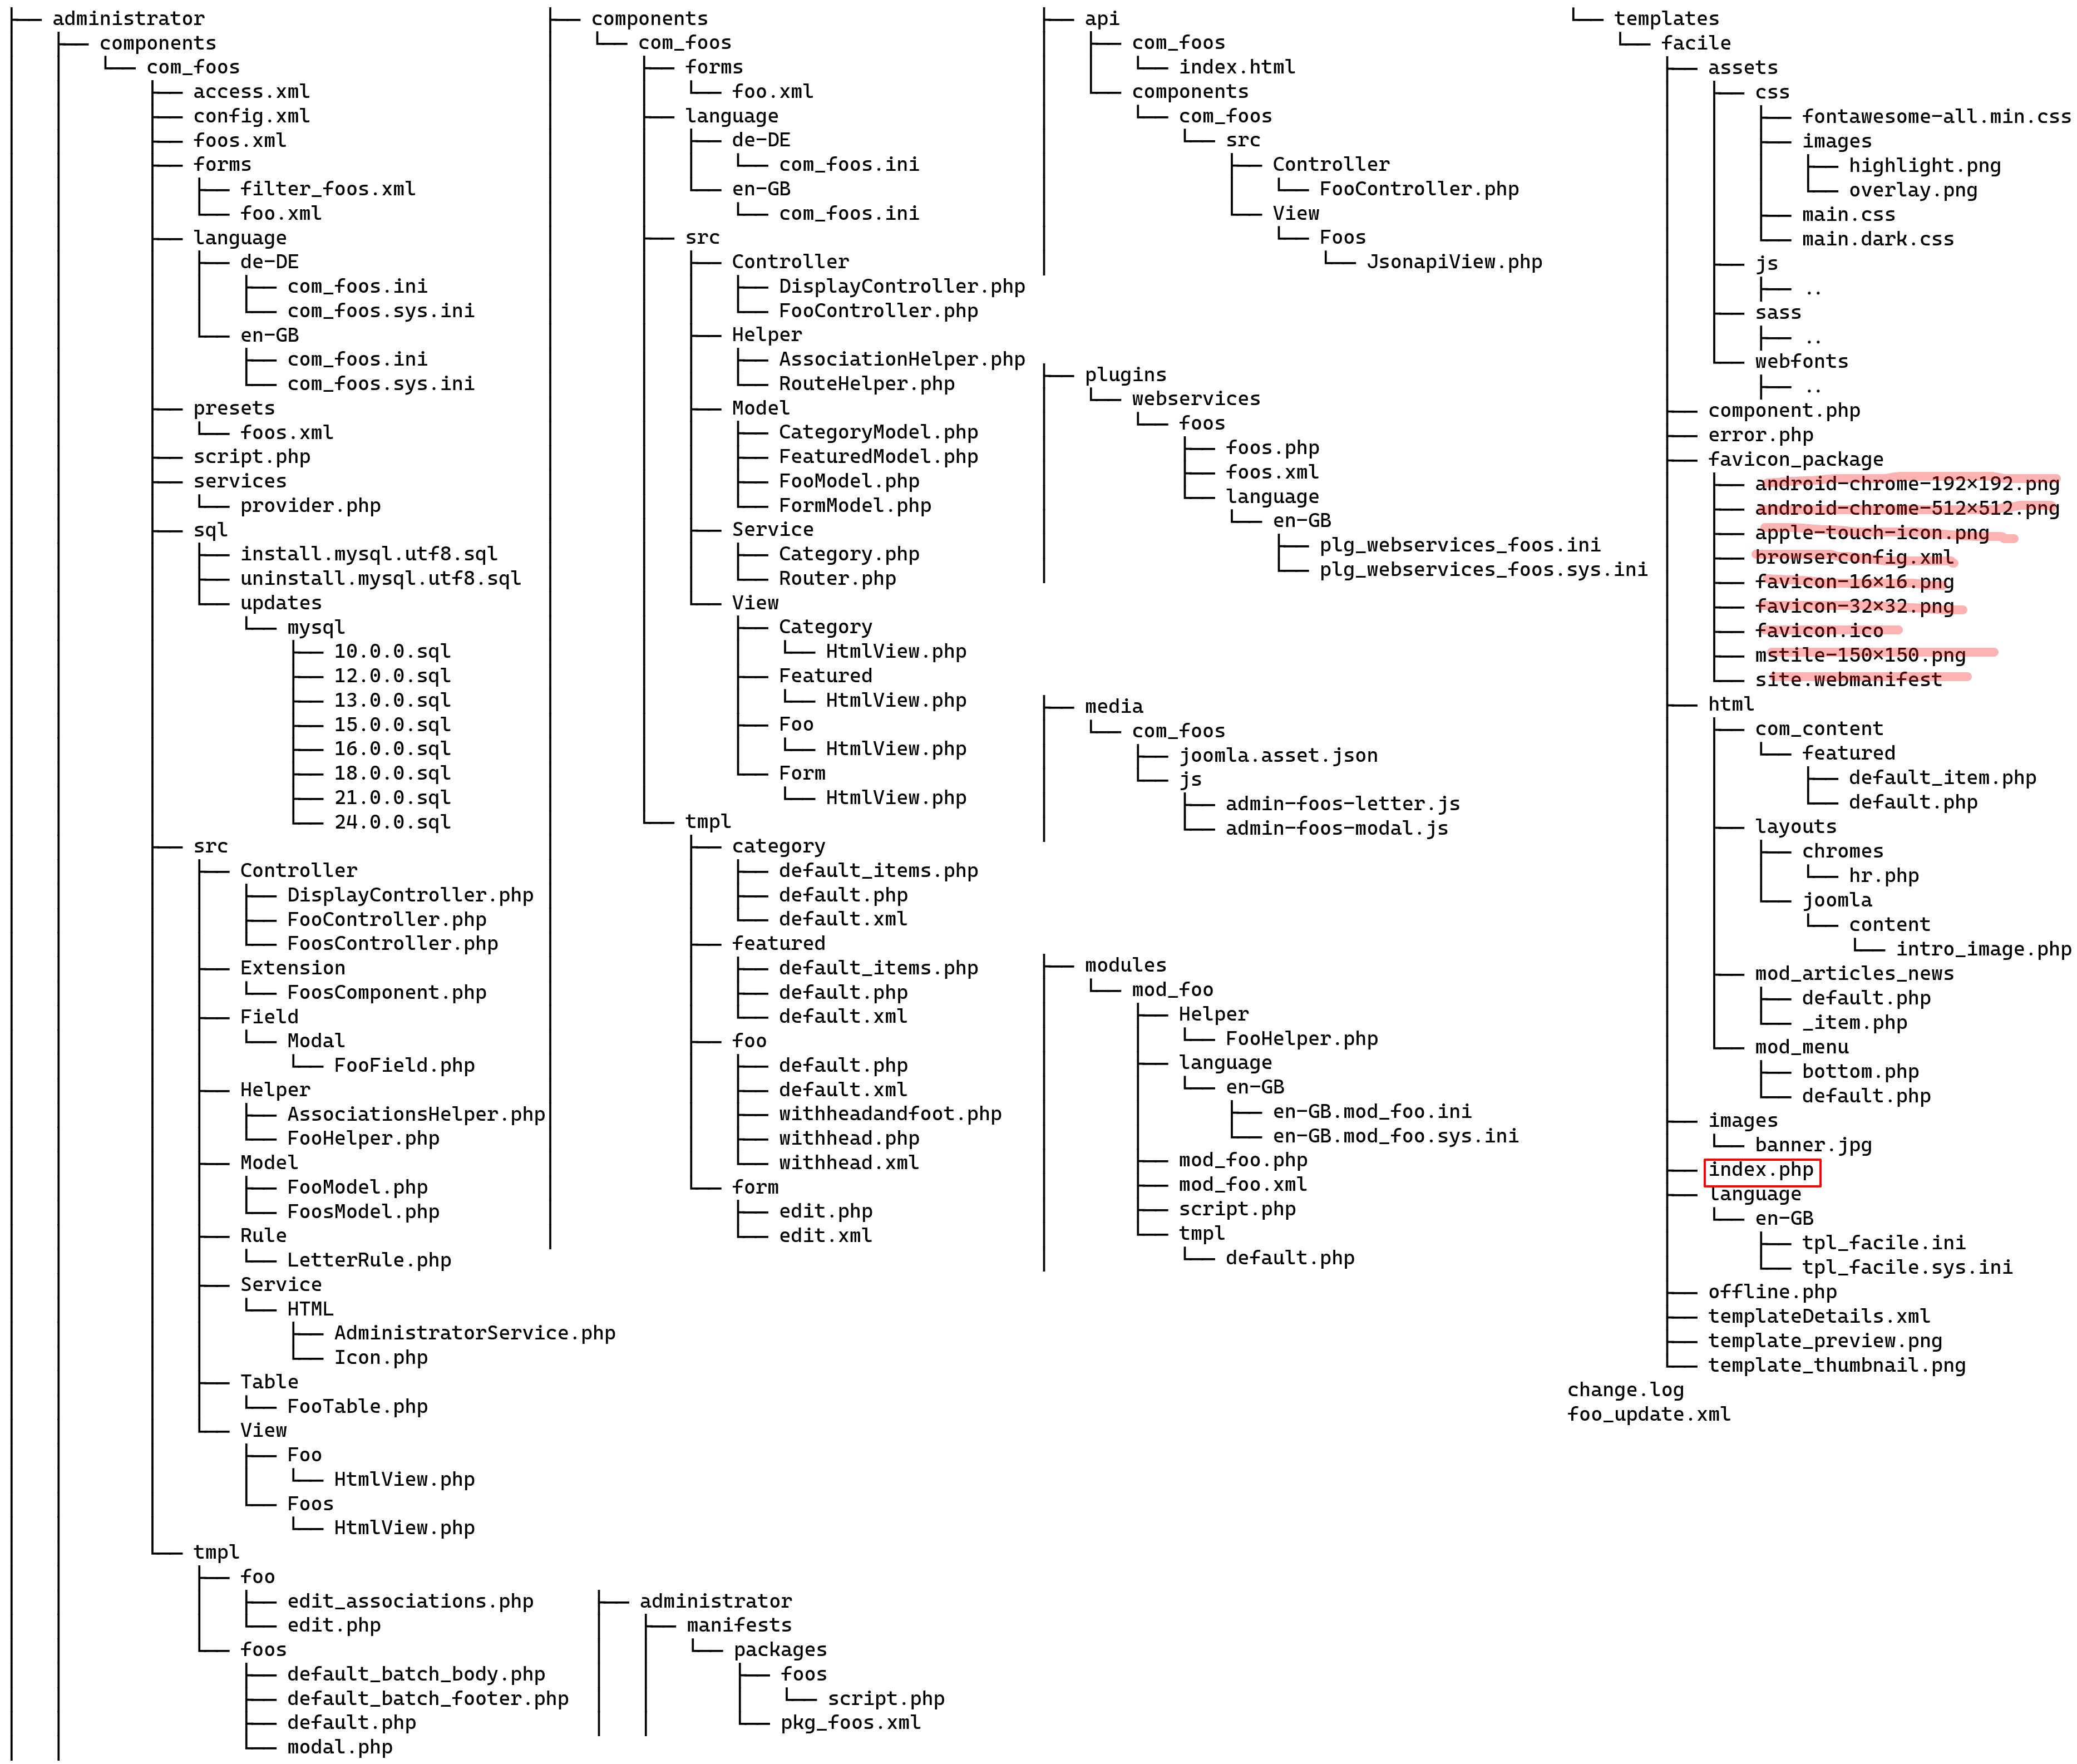 administrator
components
com_foos
access.xml
config.xml
foos.xml
forms
filter_foos.xml
foo.xml
language
de-DE
com_foos.ini
com_foos.sys.ini
en-GB
com_foos.ini
com_foos.sys.ini
presets
foos.xml
script.php
services
provider.php
sql
install.mysql.utf8.sql
uninstall.mysql.utf8.sql
updates
mysql
10.0.0.sql
12.0.0.sql
13.0.0.sql
15.0.0.sql
16.0.0.sql
18.0.0.sql
21.0.0.sql
24.0.0.sql
src
Controller
DisplayController.php
FooController.php
FoosController.php
Extension
FoosComponent.php
Field
Modal
FooField.php
Helper
AssociationsHelper.php
FooHelper.php
Model
FooModel.php
FoosModel.php
Rule
LetterRule.php
Service
HTML
AdministratorService.php
Icon.php
Table
FooTable.php
View
Foo
HtmlView.php
Foos
HtmlView.php
tmpl
foo
edit_associations.php
edit.php
foos
default_batch_body.php
default_batch_footer.php
default.php
modal.php
administrator
manifests
packages
foos
script.php
pkg_foos.xml
components
com_foos
forms
foo.xml
language
de-DE
com_foos.ini
en-GB
com_foos.ini
src
Controller
DisplayController.php
FooController.php
Helper
AssociationHelper.php
RouteHelper.php
Model
CategoryModel.php
FeaturedModel.php
FooModel.php
FormModel.php
Service
Category.php
Router.php
View
Category
HtmlView.php
Featured
HtmlView.php
Foo
HtmlView.php
Form
HtmlView.php
tmpl
category
default_items.php
default.php
default.xml
featured
default_items.php
default.php
default.xml
foo
default.php
default.xml
withheadandfoot.php
withhead.php
withhead.xml
form
edit.php
edit.xml
api
com_foos
index.html
components
com_foos
src
Controller
FooController.php
View
Foos
JsonapiView.php
plugins
webservices
foos
foos.php
foos.xml
language
en-GB
plg_webservices_foos.ini
plg_webservices_foos.sys.ini
media
com_foos
joomla.asset.json
js
admin-foos-letter.js
admin-foos-modal.js
modules
mod_foo
Helper
FooHelper.php
language
en-GB
en-GB.mod_foo.ini
en-GB.mod_foo.sys.ini
mod_foo.php
mod_foo.xml
script.php
tmpl
default.php
templates
facile
assets
css
fontawesome-all.min.css
images
highlight.png
overlay.png
main.css
main.dark.css
js
..
sass
..
webfonts
..
component.php
error.php
favicon_package
android-chrome-192×192.png
android-chrome-512×512.png
apple-touch-icon.png
browserconfig.xml
favicon-16×16.png
favicon-32×32.png
favicon.ico
mstile-150×150.png
site.webmanifest
html
com_content
featured
default_item.php
default.php
layouts
chromes
hr.php
joomla
content
intro_image.php
mod_articles_news
default.php
_item.php
mod_menu
bottom.php
default.php
images
banner.jpg
index.php
language
en-GB
tpl_facile.ini
tpl_facile.sys.ini
offline.php
templateDetails.xml
template_preview.png
template_thumbnail.png
change.log
foo_update.xml